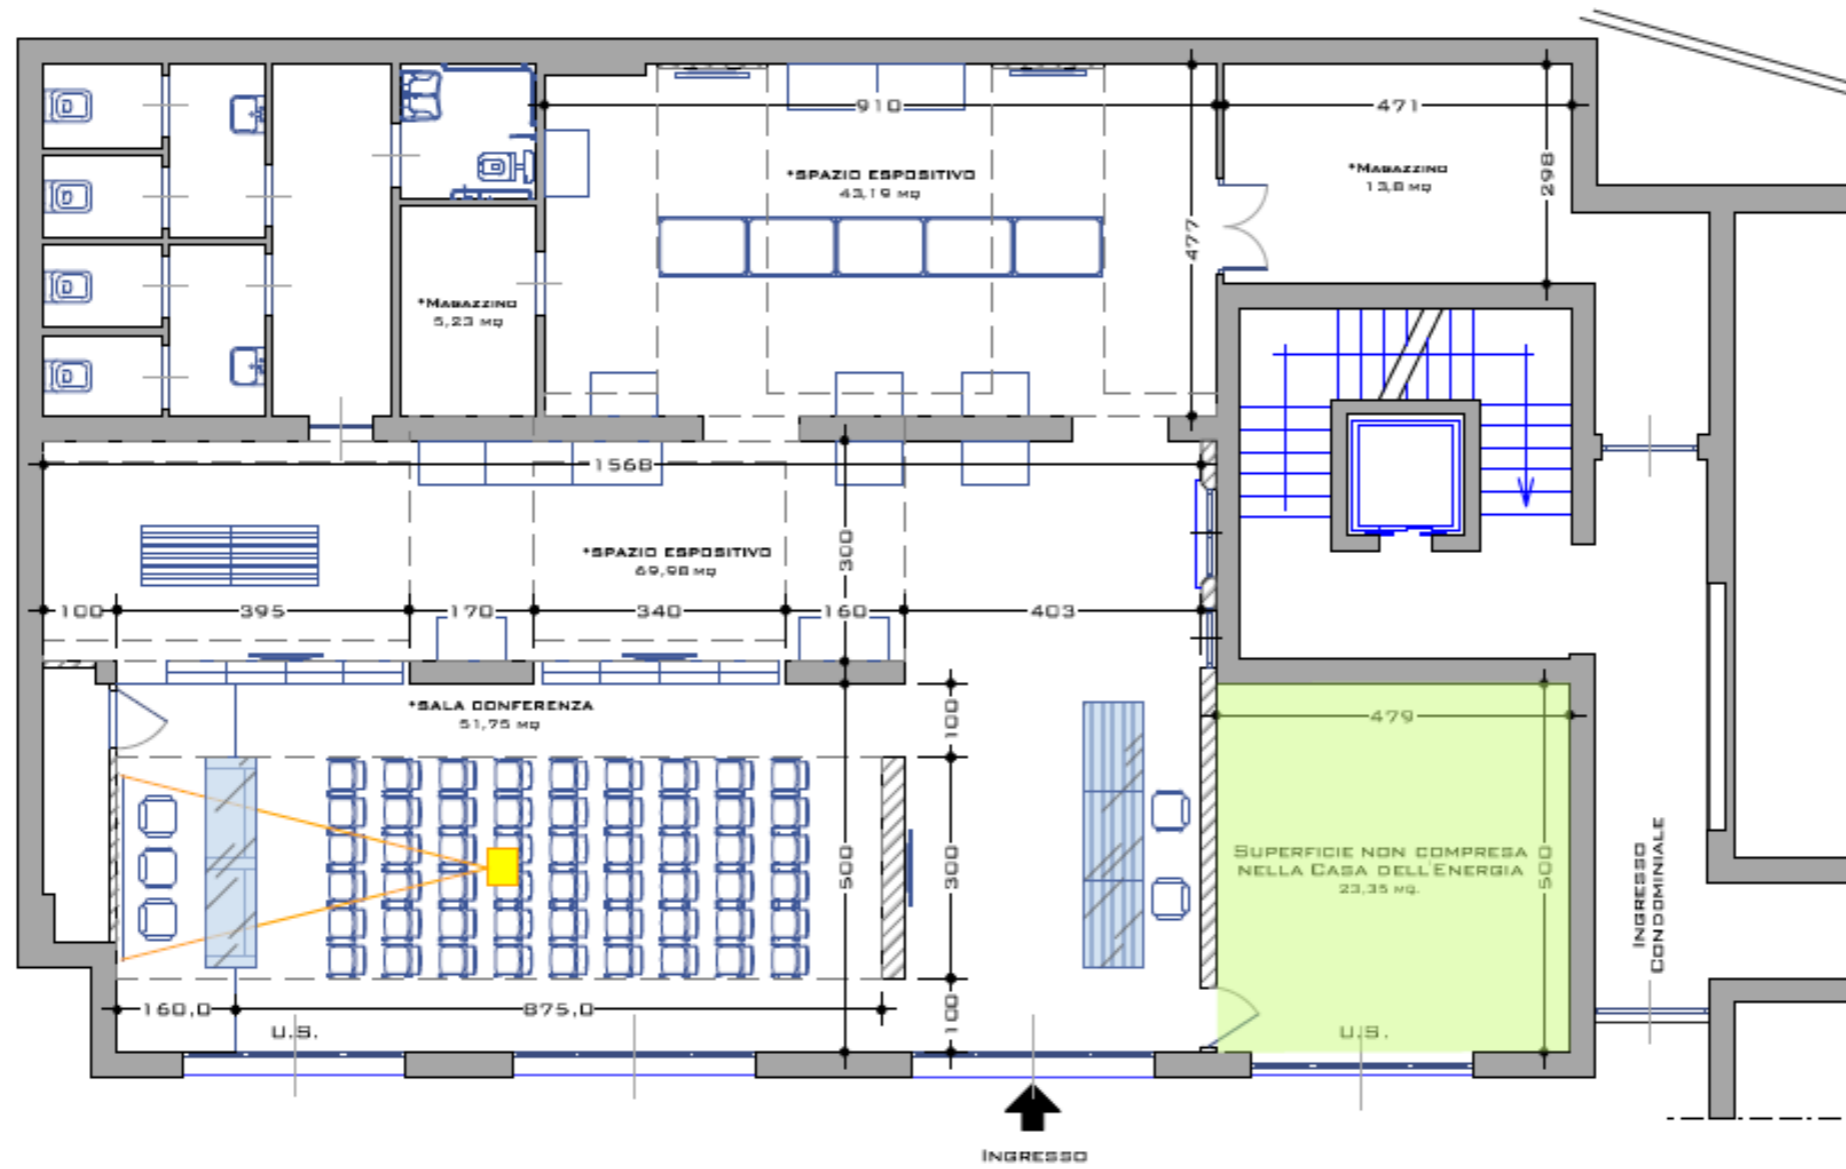 910
471
*SPAZIO ESPOSITIVO
43,19 MQ
*MAGAZZINO
13,8 MQ
298
477
*MAGAZZINO
5,23 MQ
1568
*SPAZIO ESPOSITIVO
69,98 MQ
300
100
395
170
340
160
403
*SALA CONFERENZA
51,75 MQ
100
479
500
300
SUPERFICIE NON COMPRESA
NELLA CASA DELL'ENERGIA
23,35 MQ.
500
INGRESSO
CONDOMINIALE
160,0
875,0
100
U.S.
U.S.
INGRESSO